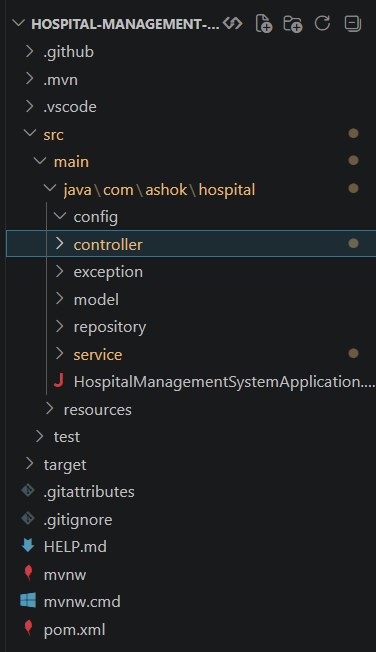 HOSPITAL-MANAGEMENT-...
.github
.mvn
.vscode
src
main
java\com\ashok\hospital
config
controller
exception
model
repository
service
HospitalManagementSystemApplication....
resources
test
target
.gitattributes
.gitignore
HELP.md
mvnw
mvnw.cmd
pom.xml